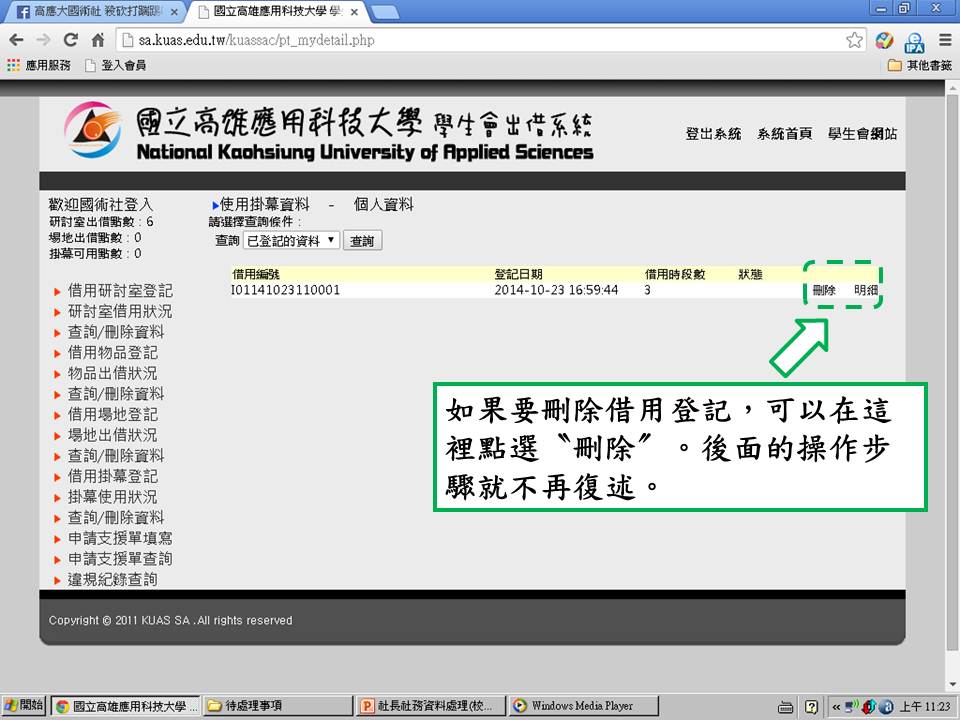 高應大國術社 殺砍打踹踢
國立高雄應用科技大學 學
sa.kuas.edu.tw/kuassac/pt_mydetail.php
應用服務 登入會員 其他書籤
國立高雄應用科技大學 學生會出借系統
National Kaohsiung University of Applied Sciences
登出系統 系統首頁 學生會網站
歡迎國術社登入
研討室出借點數：6
場地出借點數：0
掛幕可用點數：0
借用研討室登記
研討室借用狀況
查詢/刪除資料
借用物品登記
物品出借狀況
查詢/刪除資料
借用場地登記
場地出借狀況
查詢/刪除資料
借用掛幕登記
掛幕使用狀況
查詢/刪除資料
申請支援單填寫
申請支援單查詢
違規紀錄查詢
使用掛幕資料 - 個人資料
請選擇查詢條件：
查詢 已登記的資料 查詢
借用編號 登記日期 借用時段數 狀態
I01141023110001 2014-10-23 16:59:44 3 刪除 明細
如果要刪除借用登記，可以在這
裡點選〝刪除〞。後面的操作步
驟就不再復述。
Copyright © 2011 KUAS SA .All rights reserved
開始 國立高雄應用科技大學 ... 待處理事項 社長社務資料處理(校... Windows Media Player 上午 11:23